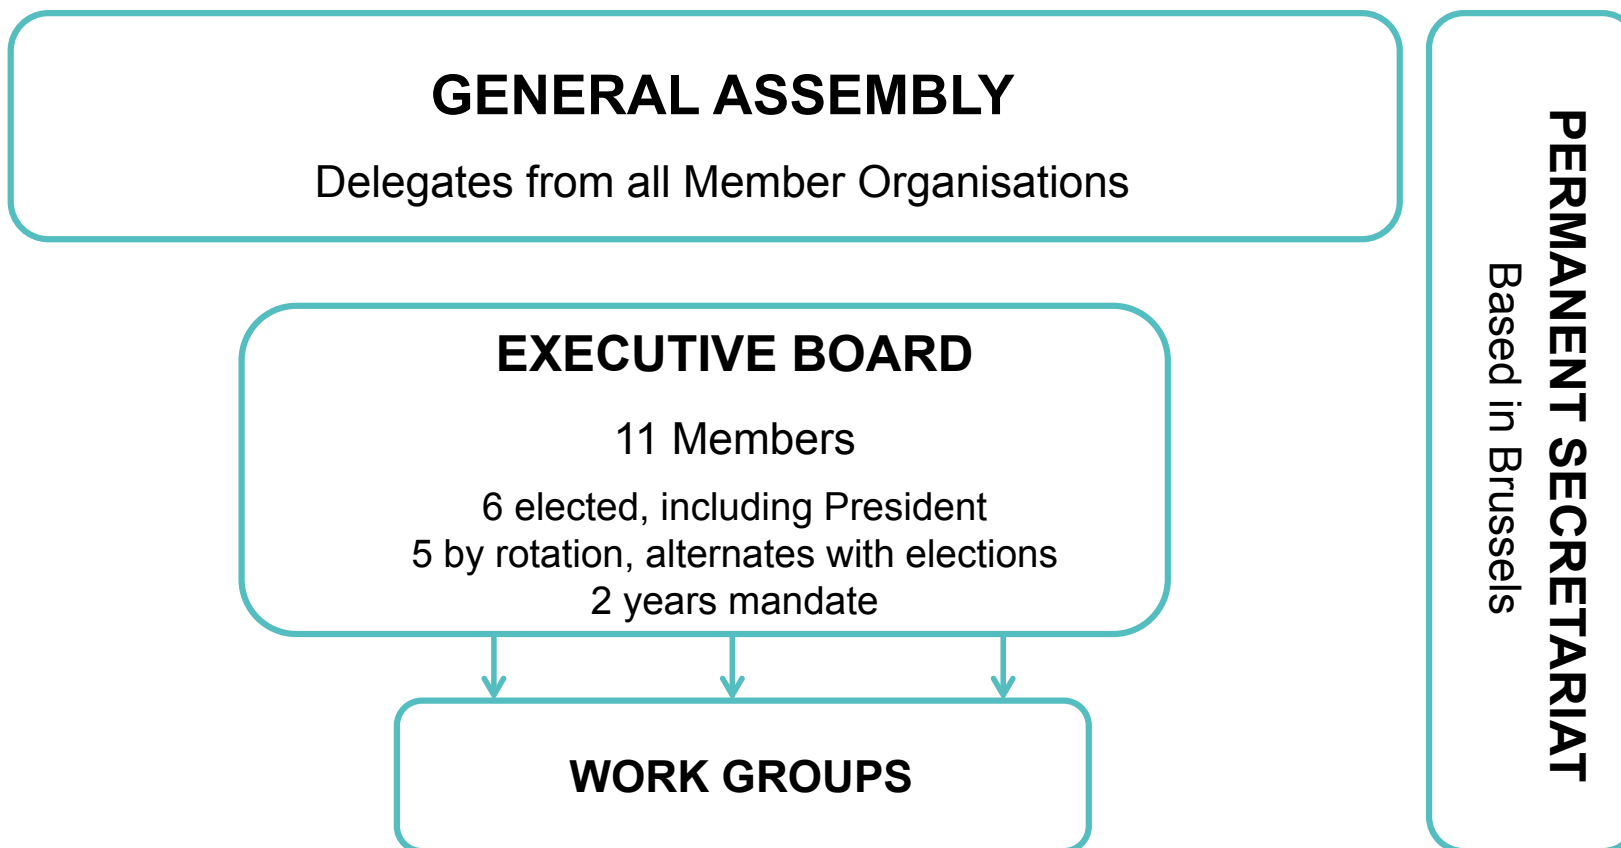 GENERAL ASSEMBLY
Delegates from all Member Organisations
EXECUTIVE BOARD
11 Members
6 elected, including President
5 by rotation, alternates with elections
2 years mandate
WORK GROUPS
PERMANENT SECRETARIAT
Based in Brussels